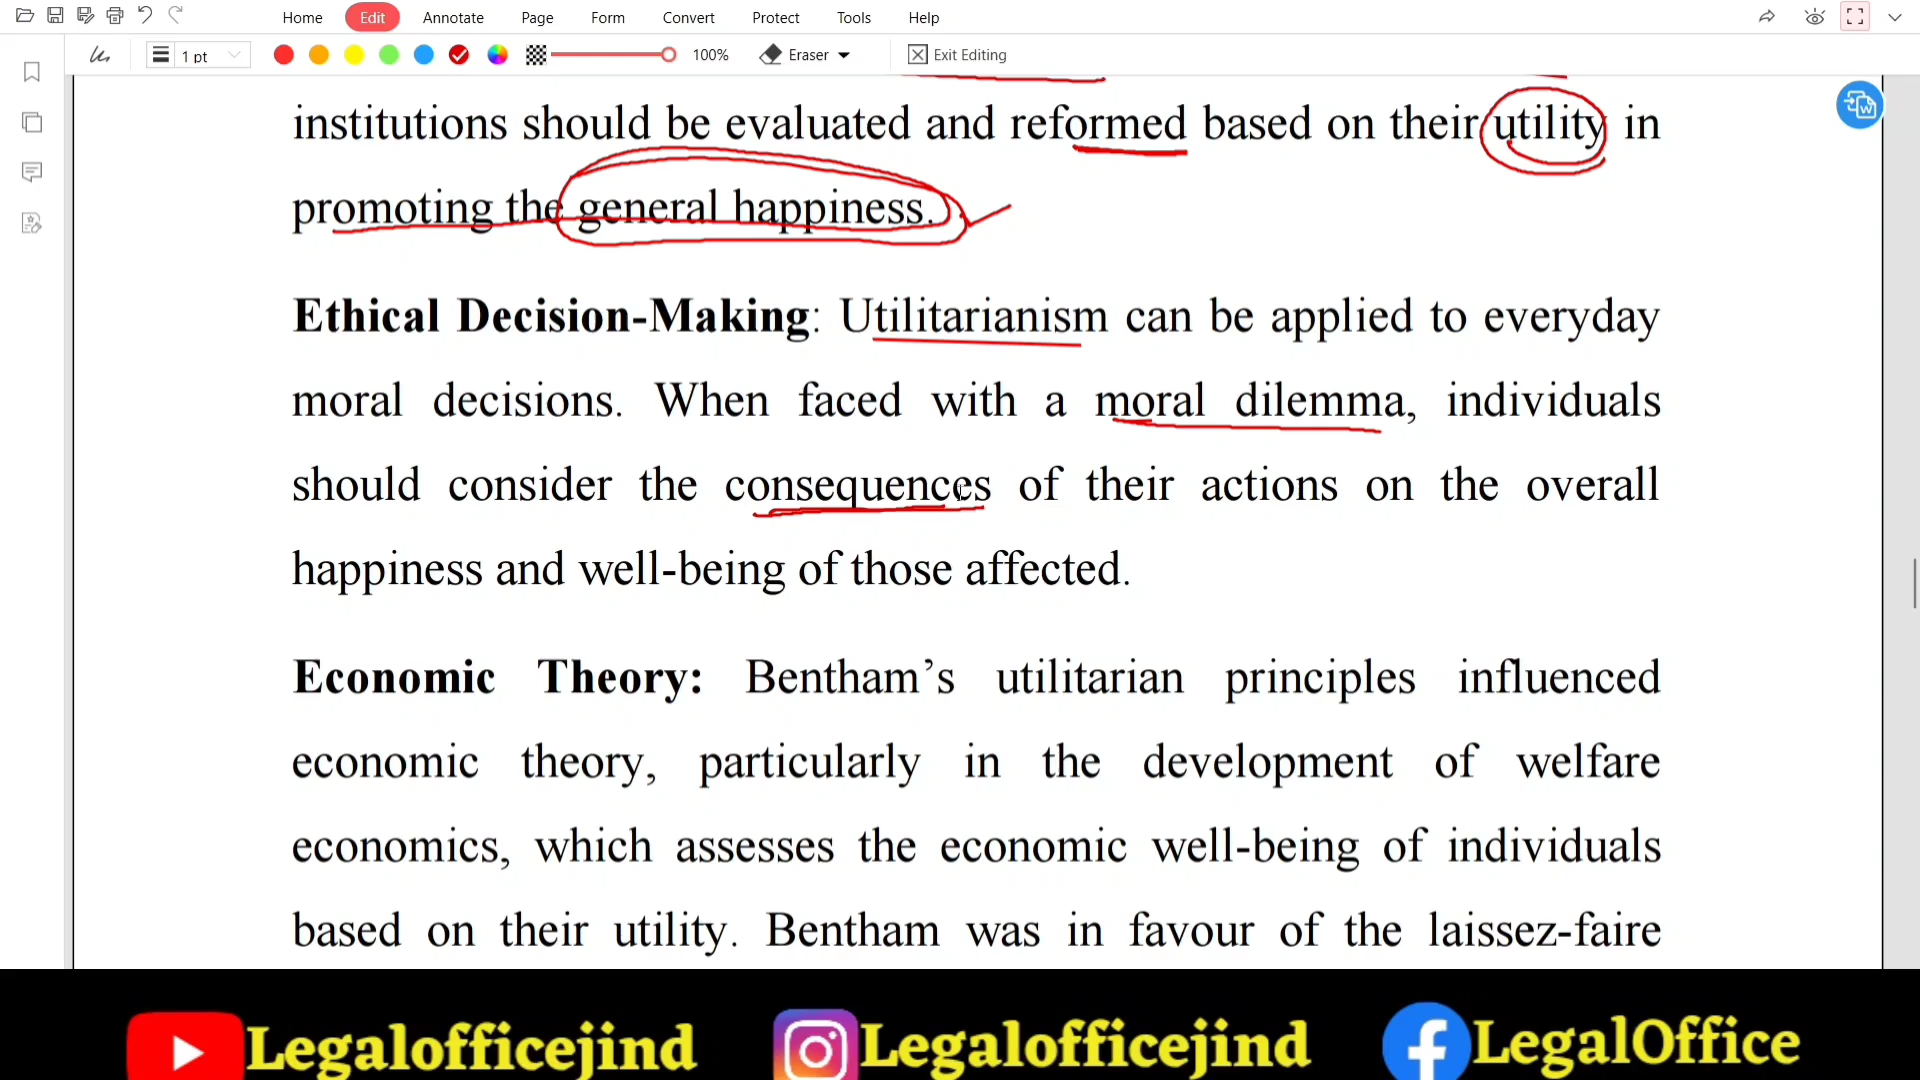 Home Edit Annotate Page Form Convert Protect Tools Help
1 pt 100% Eraser Exit Editing
institutions should be evaluated and reformed based on their utility in
promoting the general happiness.
Ethical Decision-Making: Utilitarianism can be applied to everyday
moral decisions. When faced with a moral dilemma, individuals
should consider the consequences of their actions on the overall
happiness and well-being of those affected.
Economic Theory: Bentham’s utilitarian principles influenced
economic theory, particularly in the development of welfare
economics, which assesses the economic well-being of individuals
based on their utility. Bentham was in favour of the laissez-faire
Legalofficejind Legalofficejind LegalOffice